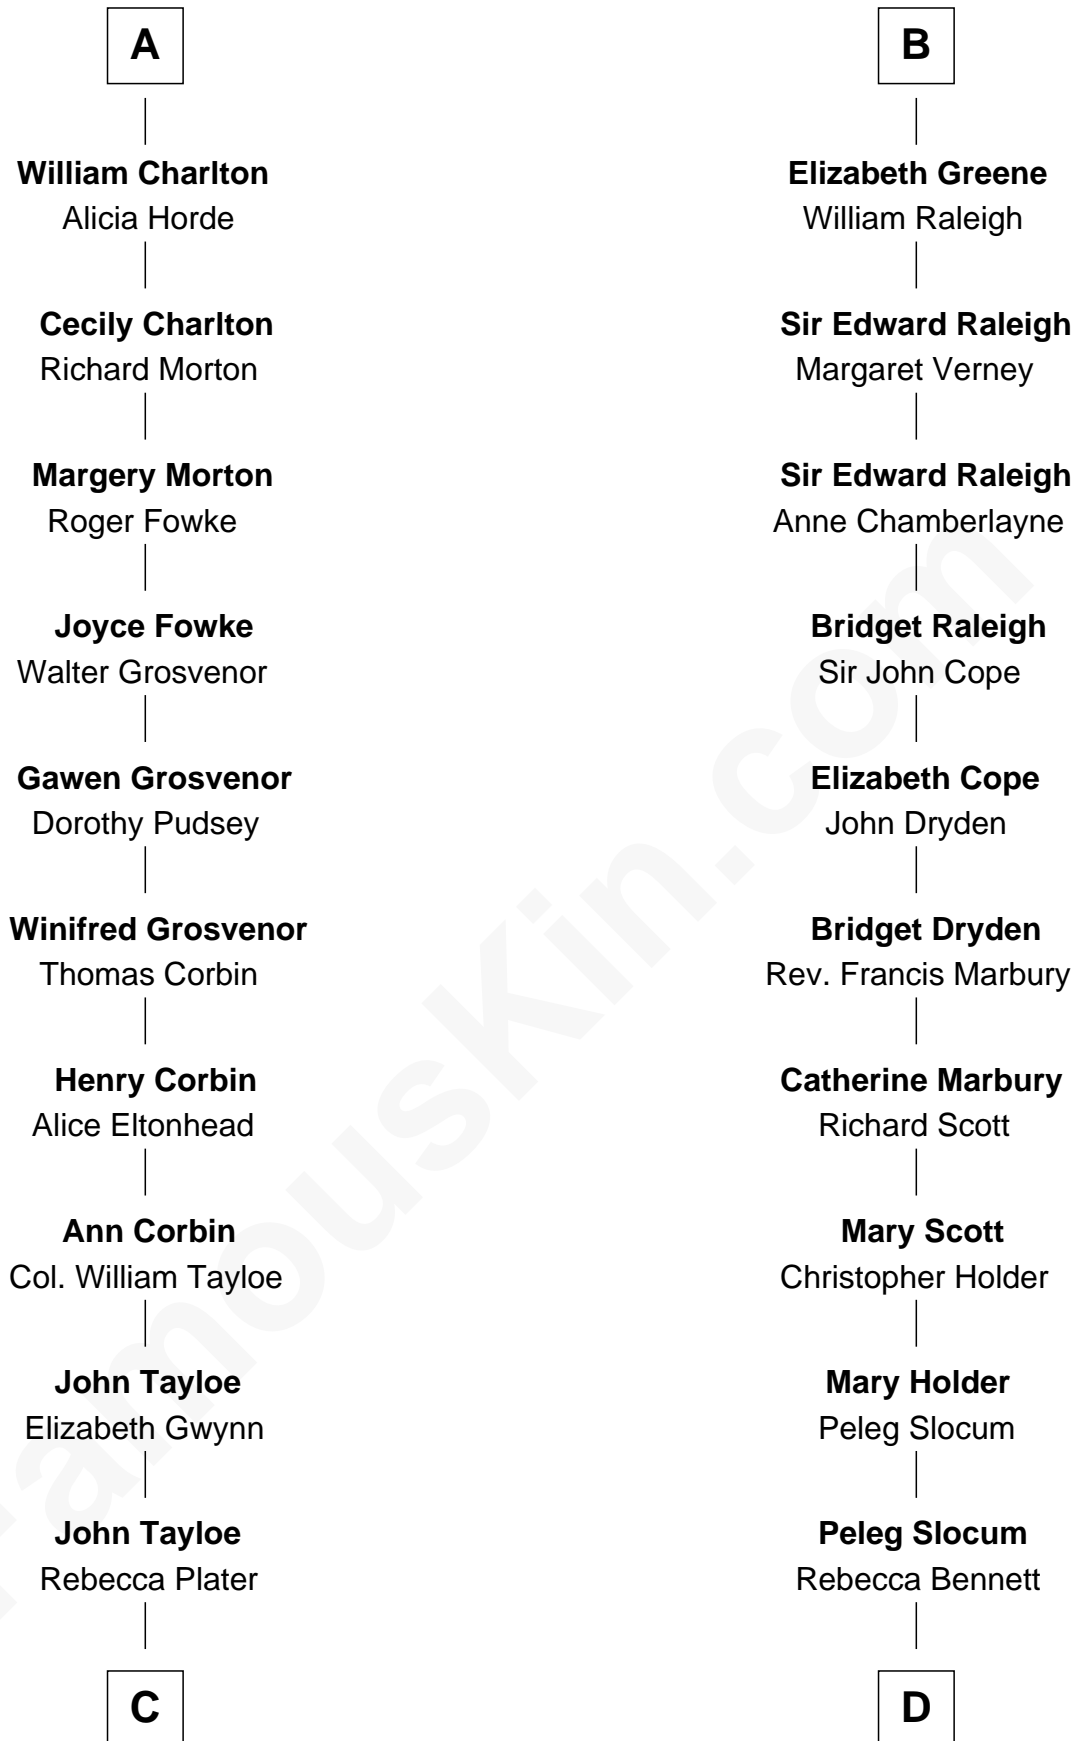 A
William Charlton
Alicia Horde
Cecily Charlton
Richard Morton
Margery Morton
Roger Fowke
Joyce Fowke
Walter Grosvenor
Gawen Grosvenor
Dorothy Pudsey
Winifred Grosvenor
Thomas Corbin
Henry Corbin
Alice Eltonhead
Ann Corbin
Col. William Tayloe
John Tayloe
Elizabeth Gwynn
John Tayloe
Rebecca Plater
C
B
Elizabeth Greene
William Raleigh
Sir Edward Raleigh
Margaret Verney
Sir Edward Raleigh
Anne Chamberlayne
Bridget Raleigh
Sir John Cope
Elizabeth Cope
John Dryden
Bridget Dryden
Rev. Francis Marbury
Catherine Marbury
Richard Scott
Mary Scott
Christopher Holder
Mary Holder
Peleg Slocum
Peleg Slocum
Rebecca Bennett
D
FamousKin.com